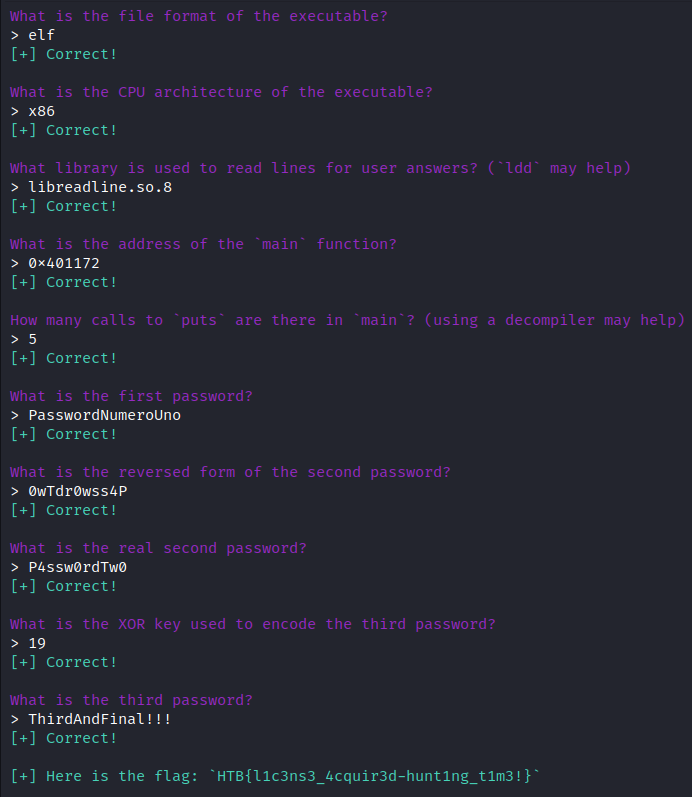 What is the file format of the executable?
> elf
[+] Correct!
What is the CPU architecture of the executable?
> x86
[+] Correct!
What library is used to read lines for user answers? (`ldd` may help)
> libreadline.so.8
[+] Correct!
What is the address of the `main` function?
> 0×401172
[+] Correct!
How many calls to `puts` are there in `main`? (using a decompiler may help)
> 5
[+] Correct!
What is the first password?
> PasswordNumeroUno
[+] Correct!
What is the reversed form of the second password?
> 0wTdr0wss4P
[+] Correct!
What is the real second password?
> P4ssw0rdTw0
[+] Correct!
What is the XOR key used to encode the third password?
> 19
[+] Correct!
What is the third password?
> ThirdAndFinal!!!
[+] Correct!
[+] Here is the flag: `HTB{l1c3ns3_4cquir3d-hunt1ng_t1m3!}`